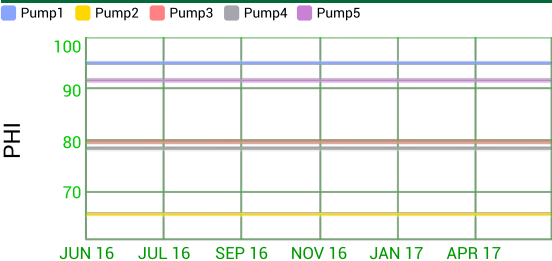 Pump1 Pump2 Pump3 Pump4 Pump5
100
90
80
70
PHI
JUN 16 JUL 16 SEP 16 NOV 16 JAN 17 APR 17